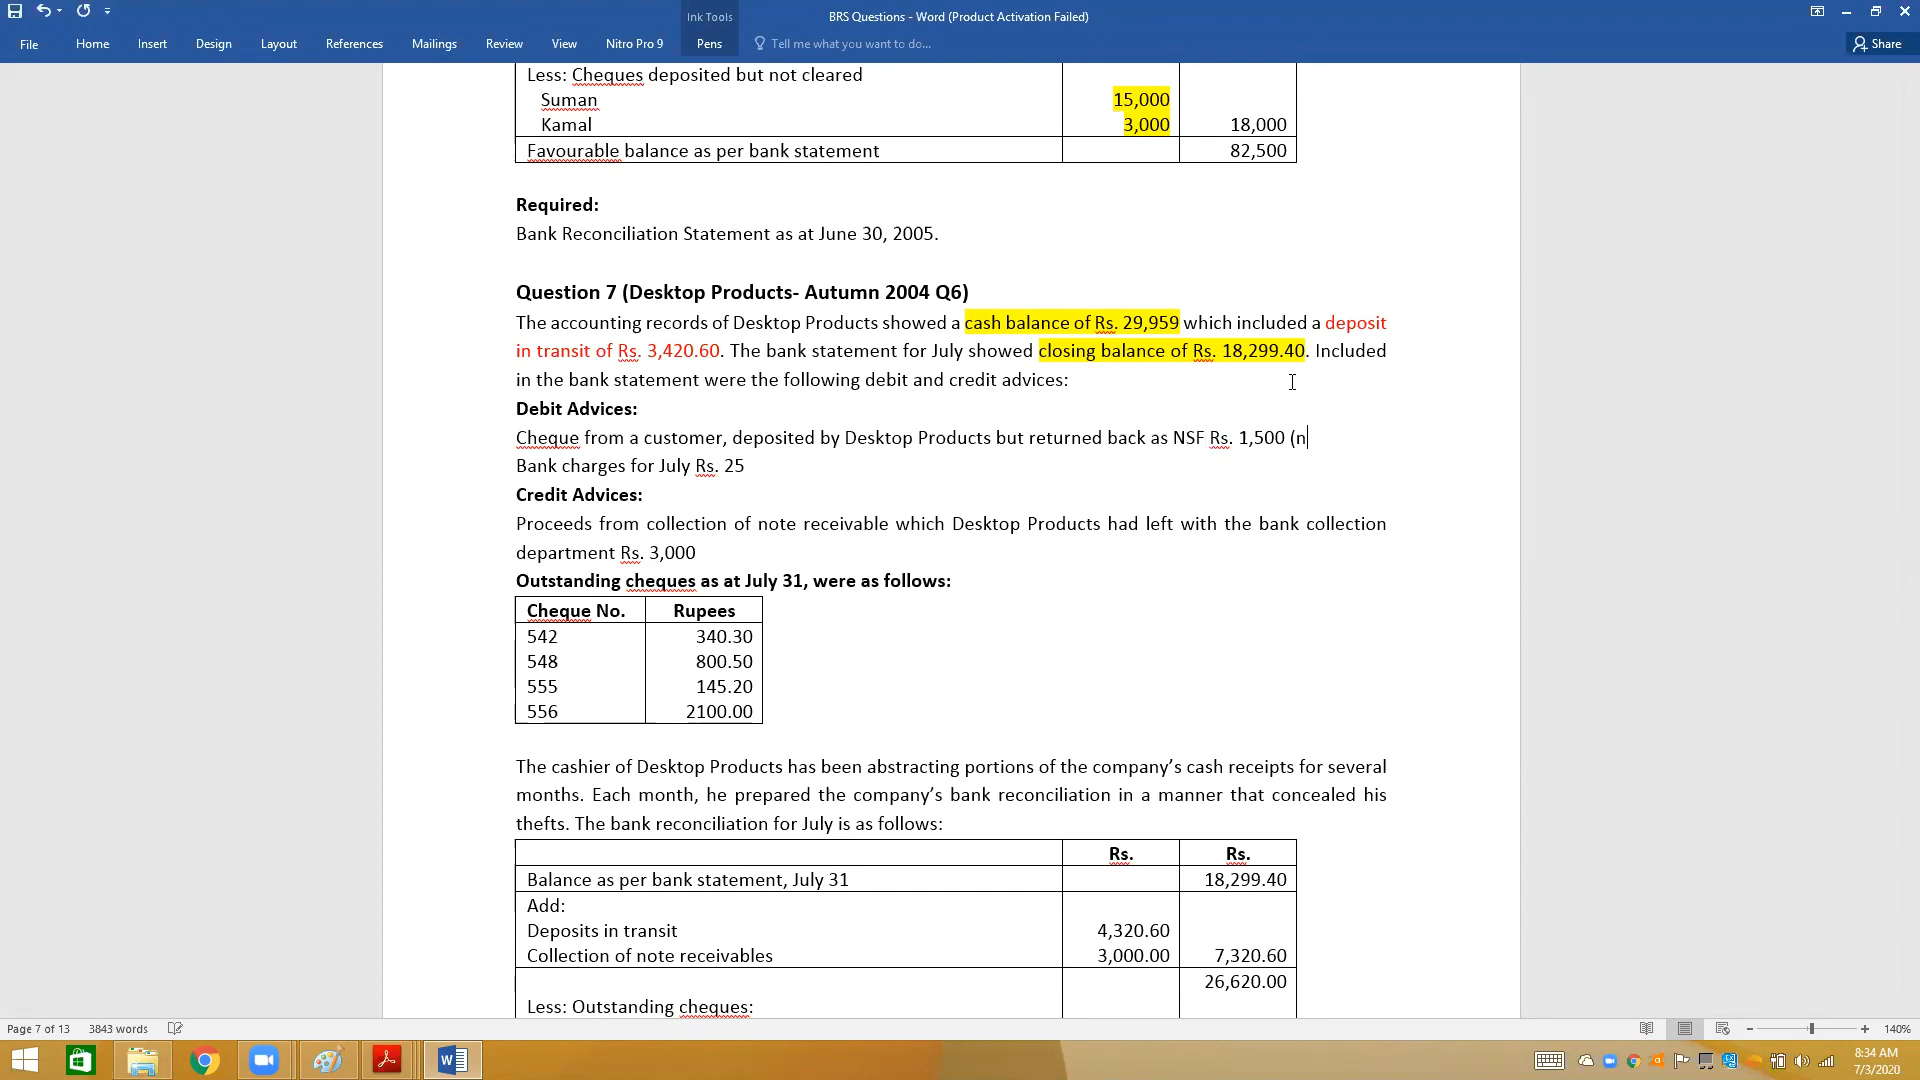 Ink Tools
BRS Questions - Word (Product Activation Failed)
File Home Insert Design Layout References Mailings Review View Nitro Pro 9 Pens Tell me what you want to do... Share
Less: Cheques deposited but not cleared
Suman 15,000
Kamal 3,000 18,000
Favourable balance as per bank statement 82,500
Required:
Bank Reconciliation Statement as at June 30, 2005.
Question 7 (Desktop Products- Autumn 2004 Q6)
The accounting records of Desktop Products showed a cash balance of Rs. 29,959 which included a deposit
in transit of Rs. 3,420.60. The bank statement for July showed closing balance of Rs. 18,299.40. Included
in the bank statement were the following debit and credit advices:
Debit Advices:
Cheque from a customer, deposited by Desktop Products but returned back as NSF Rs. 1,500 (n
Bank charges for July Rs. 25
Credit Advices:
Proceeds from collection of note receivable which Desktop Products had left with the bank collection
department Rs. 3,000
Outstanding cheques as at July 31, were as follows:
Cheque No. Rupees
542 340.30
548 800.50
555 145.20
556 2100.00
The cashier of Desktop Products has been abstracting portions of the company’s cash receipts for several
months. Each month, he prepared the company’s bank reconciliation in a manner that concealed his
thefts. The bank reconciliation for July is as follows:
Rs. Rs.
Balance as per bank statement, July 31 18,299.40
Add:
Deposits in transit 4,320.60
Collection of note receivables 3,000.00 7,320.60
26,620.00
Less: Outstanding cheques:
Page 7 of 13 3843 words 140%
8:34 AM
7/3/2020